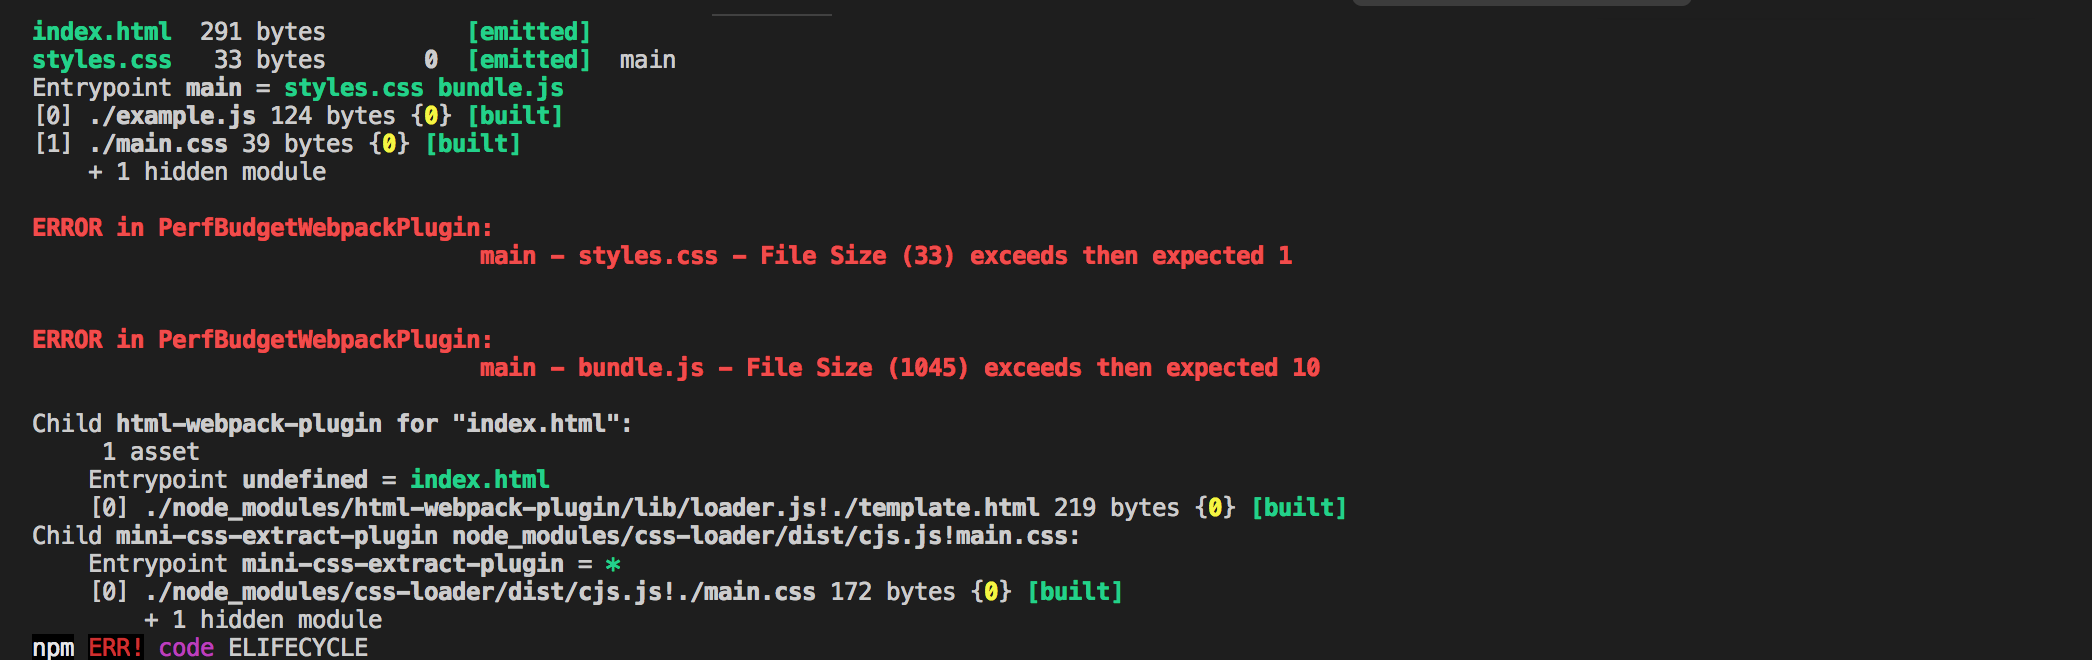 index.html  291 bytes          [emitted]
styles.css   33 bytes       0  [emitted]  main
Entrypoint main = styles.css bundle.js
[0] ./example.js 124 bytes {0} [built]
[1] ./main.css 39 bytes {0} [built]
    + 1 hidden module
ERROR in PerfBudgetWebpackPlugin:
                                main – styles.css – File Size (33) exceeds then expected 1
ERROR in PerfBudgetWebpackPlugin:
                                main – bundle.js – File Size (1045) exceeds then expected 10
Child html-webpack-plugin for "index.html":
     1 asset
    Entrypoint undefined = index.html
    [0] ./node_modules/html-webpack-plugin/lib/loader.js!./template.html 219 bytes {0} [built]
Child mini-css-extract-plugin node_modules/css-loader/dist/cjs.js!main.css:
    Entrypoint mini-css-extract-plugin = *
    [0] ./node_modules/css-loader/dist/cjs.js!./main.css 172 bytes {0} [built]
        + 1 hidden module
npm ERR! code ELIFECYCLE